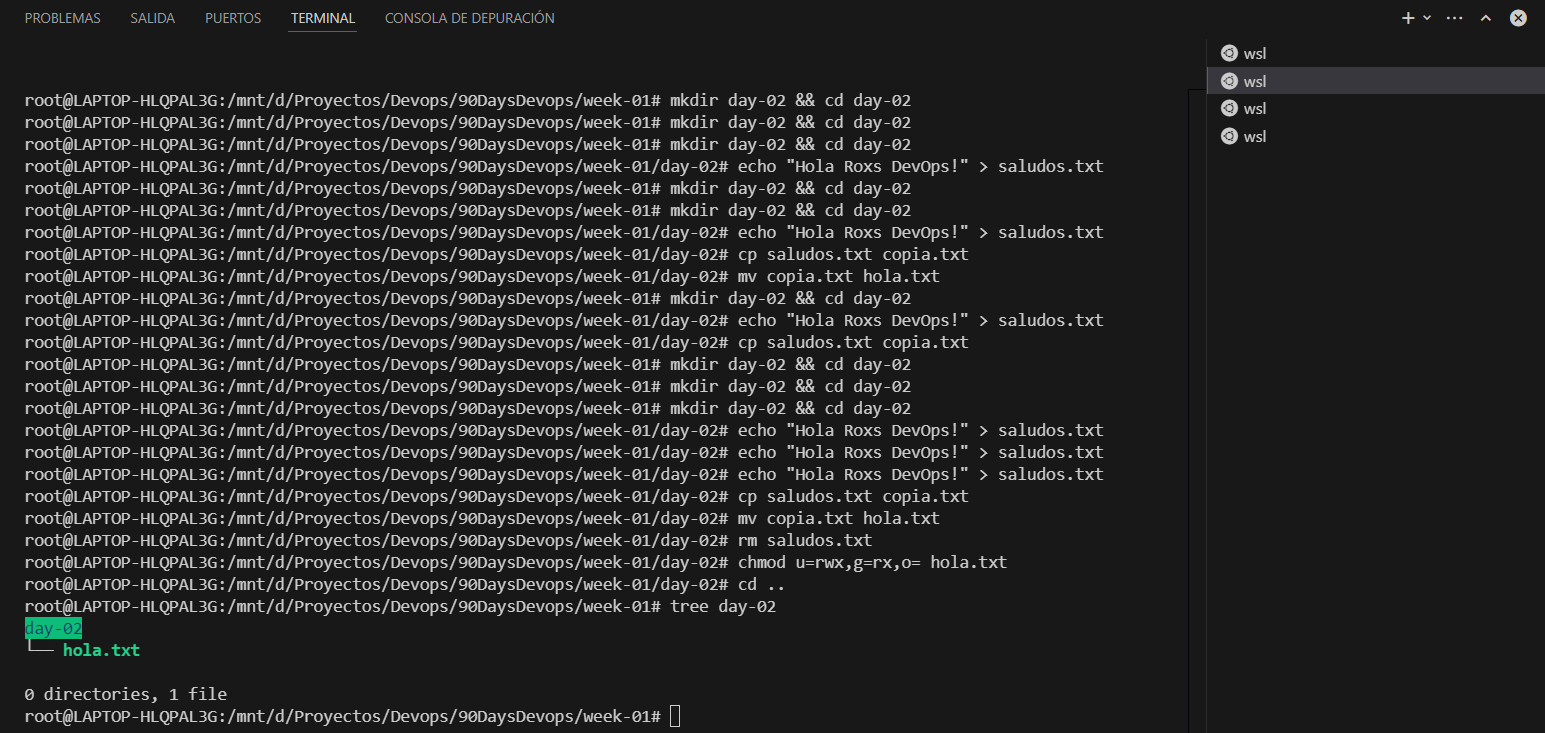 PROBLEMAS SALIDA PUERTOS TERMINAL CONSOLA DE DEPURACIÓN
wsl
wsl
wsl
wsl
root@LAPTOP-HLQPAL3G:/mnt/d/Proyectos/Devops/90DaysDevops/week-01# mkdir day-02 && cd day-02
root@LAPTOP-HLQPAL3G:/mnt/d/Proyectos/Devops/90DaysDevops/week-01# mkdir day-02 && cd day-02
root@LAPTOP-HLQPAL3G:/mnt/d/Proyectos/Devops/90DaysDevops/week-01# mkdir day-02 && cd day-02
root@LAPTOP-HLQPAL3G:/mnt/d/Proyectos/Devops/90DaysDevops/week-01/day-02# echo "Hola Roxs DevOps!" > saludos.txt
root@LAPTOP-HLQPAL3G:/mnt/d/Proyectos/Devops/90DaysDevops/week-01# mkdir day-02 && cd day-02
root@LAPTOP-HLQPAL3G:/mnt/d/Proyectos/Devops/90DaysDevops/week-01# mkdir day-02 && cd day-02
root@LAPTOP-HLQPAL3G:/mnt/d/Proyectos/Devops/90DaysDevops/week-01/day-02# echo "Hola Roxs DevOps!" > saludos.txt
root@LAPTOP-HLQPAL3G:/mnt/d/Proyectos/Devops/90DaysDevops/week-01/day-02# cp saludos.txt copia.txt
root@LAPTOP-HLQPAL3G:/mnt/d/Proyectos/Devops/90DaysDevops/week-01/day-02# mv copia.txt hola.txt
root@LAPTOP-HLQPAL3G:/mnt/d/Proyectos/Devops/90DaysDevops/week-01# mkdir day-02 && cd day-02
root@LAPTOP-HLQPAL3G:/mnt/d/Proyectos/Devops/90DaysDevops/week-01/day-02# echo "Hola Roxs DevOps!" > saludos.txt
root@LAPTOP-HLQPAL3G:/mnt/d/Proyectos/Devops/90DaysDevops/week-01/day-02# cp saludos.txt copia.txt
root@LAPTOP-HLQPAL3G:/mnt/d/Proyectos/Devops/90DaysDevops/week-01# mkdir day-02 && cd day-02
root@LAPTOP-HLQPAL3G:/mnt/d/Proyectos/Devops/90DaysDevops/week-01# mkdir day-02 && cd day-02
root@LAPTOP-HLQPAL3G:/mnt/d/Proyectos/Devops/90DaysDevops/week-01# mkdir day-02 && cd day-02
root@LAPTOP-HLQPAL3G:/mnt/d/Proyectos/Devops/90DaysDevops/week-01/day-02# echo "Hola Roxs DevOps!" > saludos.txt
root@LAPTOP-HLQPAL3G:/mnt/d/Proyectos/Devops/90DaysDevops/week-01/day-02# echo "Hola Roxs DevOps!" > saludos.txt
root@LAPTOP-HLQPAL3G:/mnt/d/Proyectos/Devops/90DaysDevops/week-01/day-02# echo "Hola Roxs DevOps!" > saludos.txt
root@LAPTOP-HLQPAL3G:/mnt/d/Proyectos/Devops/90DaysDevops/week-01/day-02# cp saludos.txt copia.txt
root@LAPTOP-HLQPAL3G:/mnt/d/Proyectos/Devops/90DaysDevops/week-01/day-02# mv copia.txt hola.txt
root@LAPTOP-HLQPAL3G:/mnt/d/Proyectos/Devops/90DaysDevops/week-01/day-02# rm saludos.txt
root@LAPTOP-HLQPAL3G:/mnt/d/Proyectos/Devops/90DaysDevops/week-01/day-02# chmod u=rwx,g=rx,o= hola.txt
root@LAPTOP-HLQPAL3G:/mnt/d/Proyectos/Devops/90DaysDevops/week-01/day-02# cd ..
root@LAPTOP-HLQPAL3G:/mnt/d/Proyectos/Devops/90DaysDevops/week-01# tree day-02
day-02
└── hola.txt
0 directories, 1 file
root@LAPTOP-HLQPAL3G:/mnt/d/Proyectos/Devops/90DaysDevops/week-01#